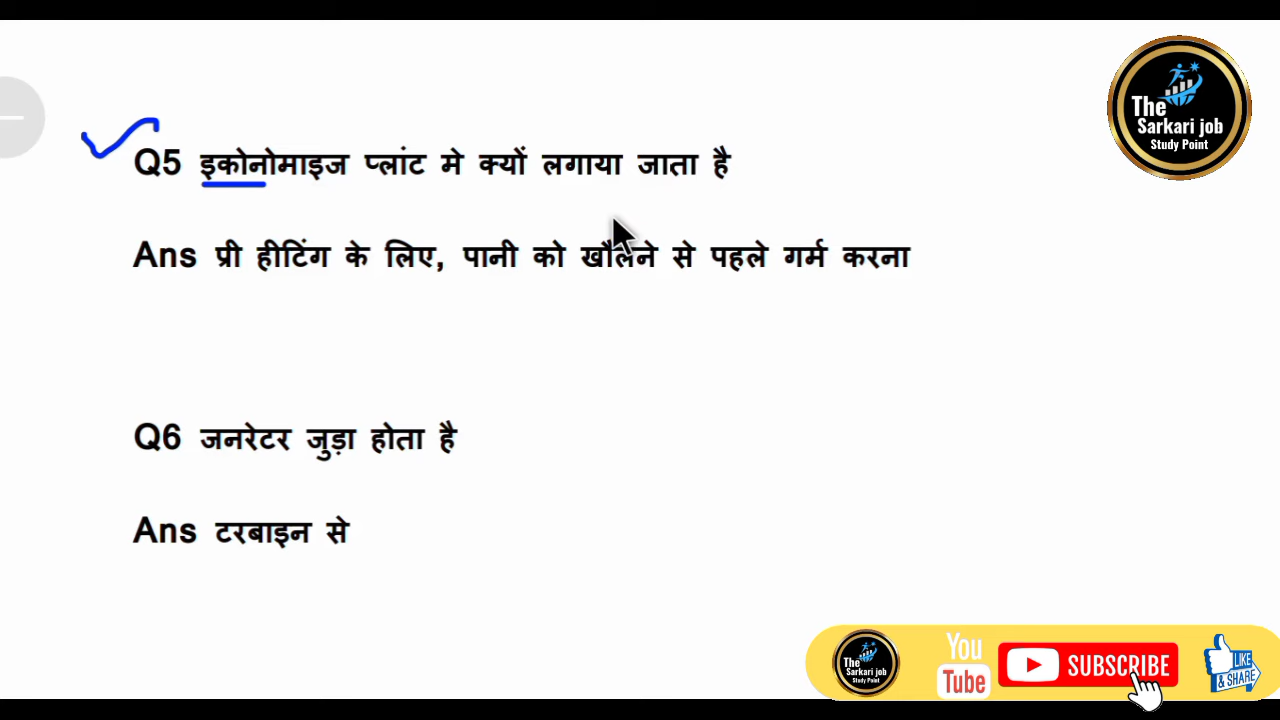 The
Sarkari job
Study Point
Q5 इकोनोमाइज प्लांट मे क्यों लगाया जाता है
Ans प्री हीटिंग के लिए, पानी को खौलने से पहले गर्म करना
Q6 जनरेटर जुड़ा होता है
Ans टरबाइन से
The
Sarkari job
Study Point
You
Tube
SUBSCRIBE
LIKE
& SHARE